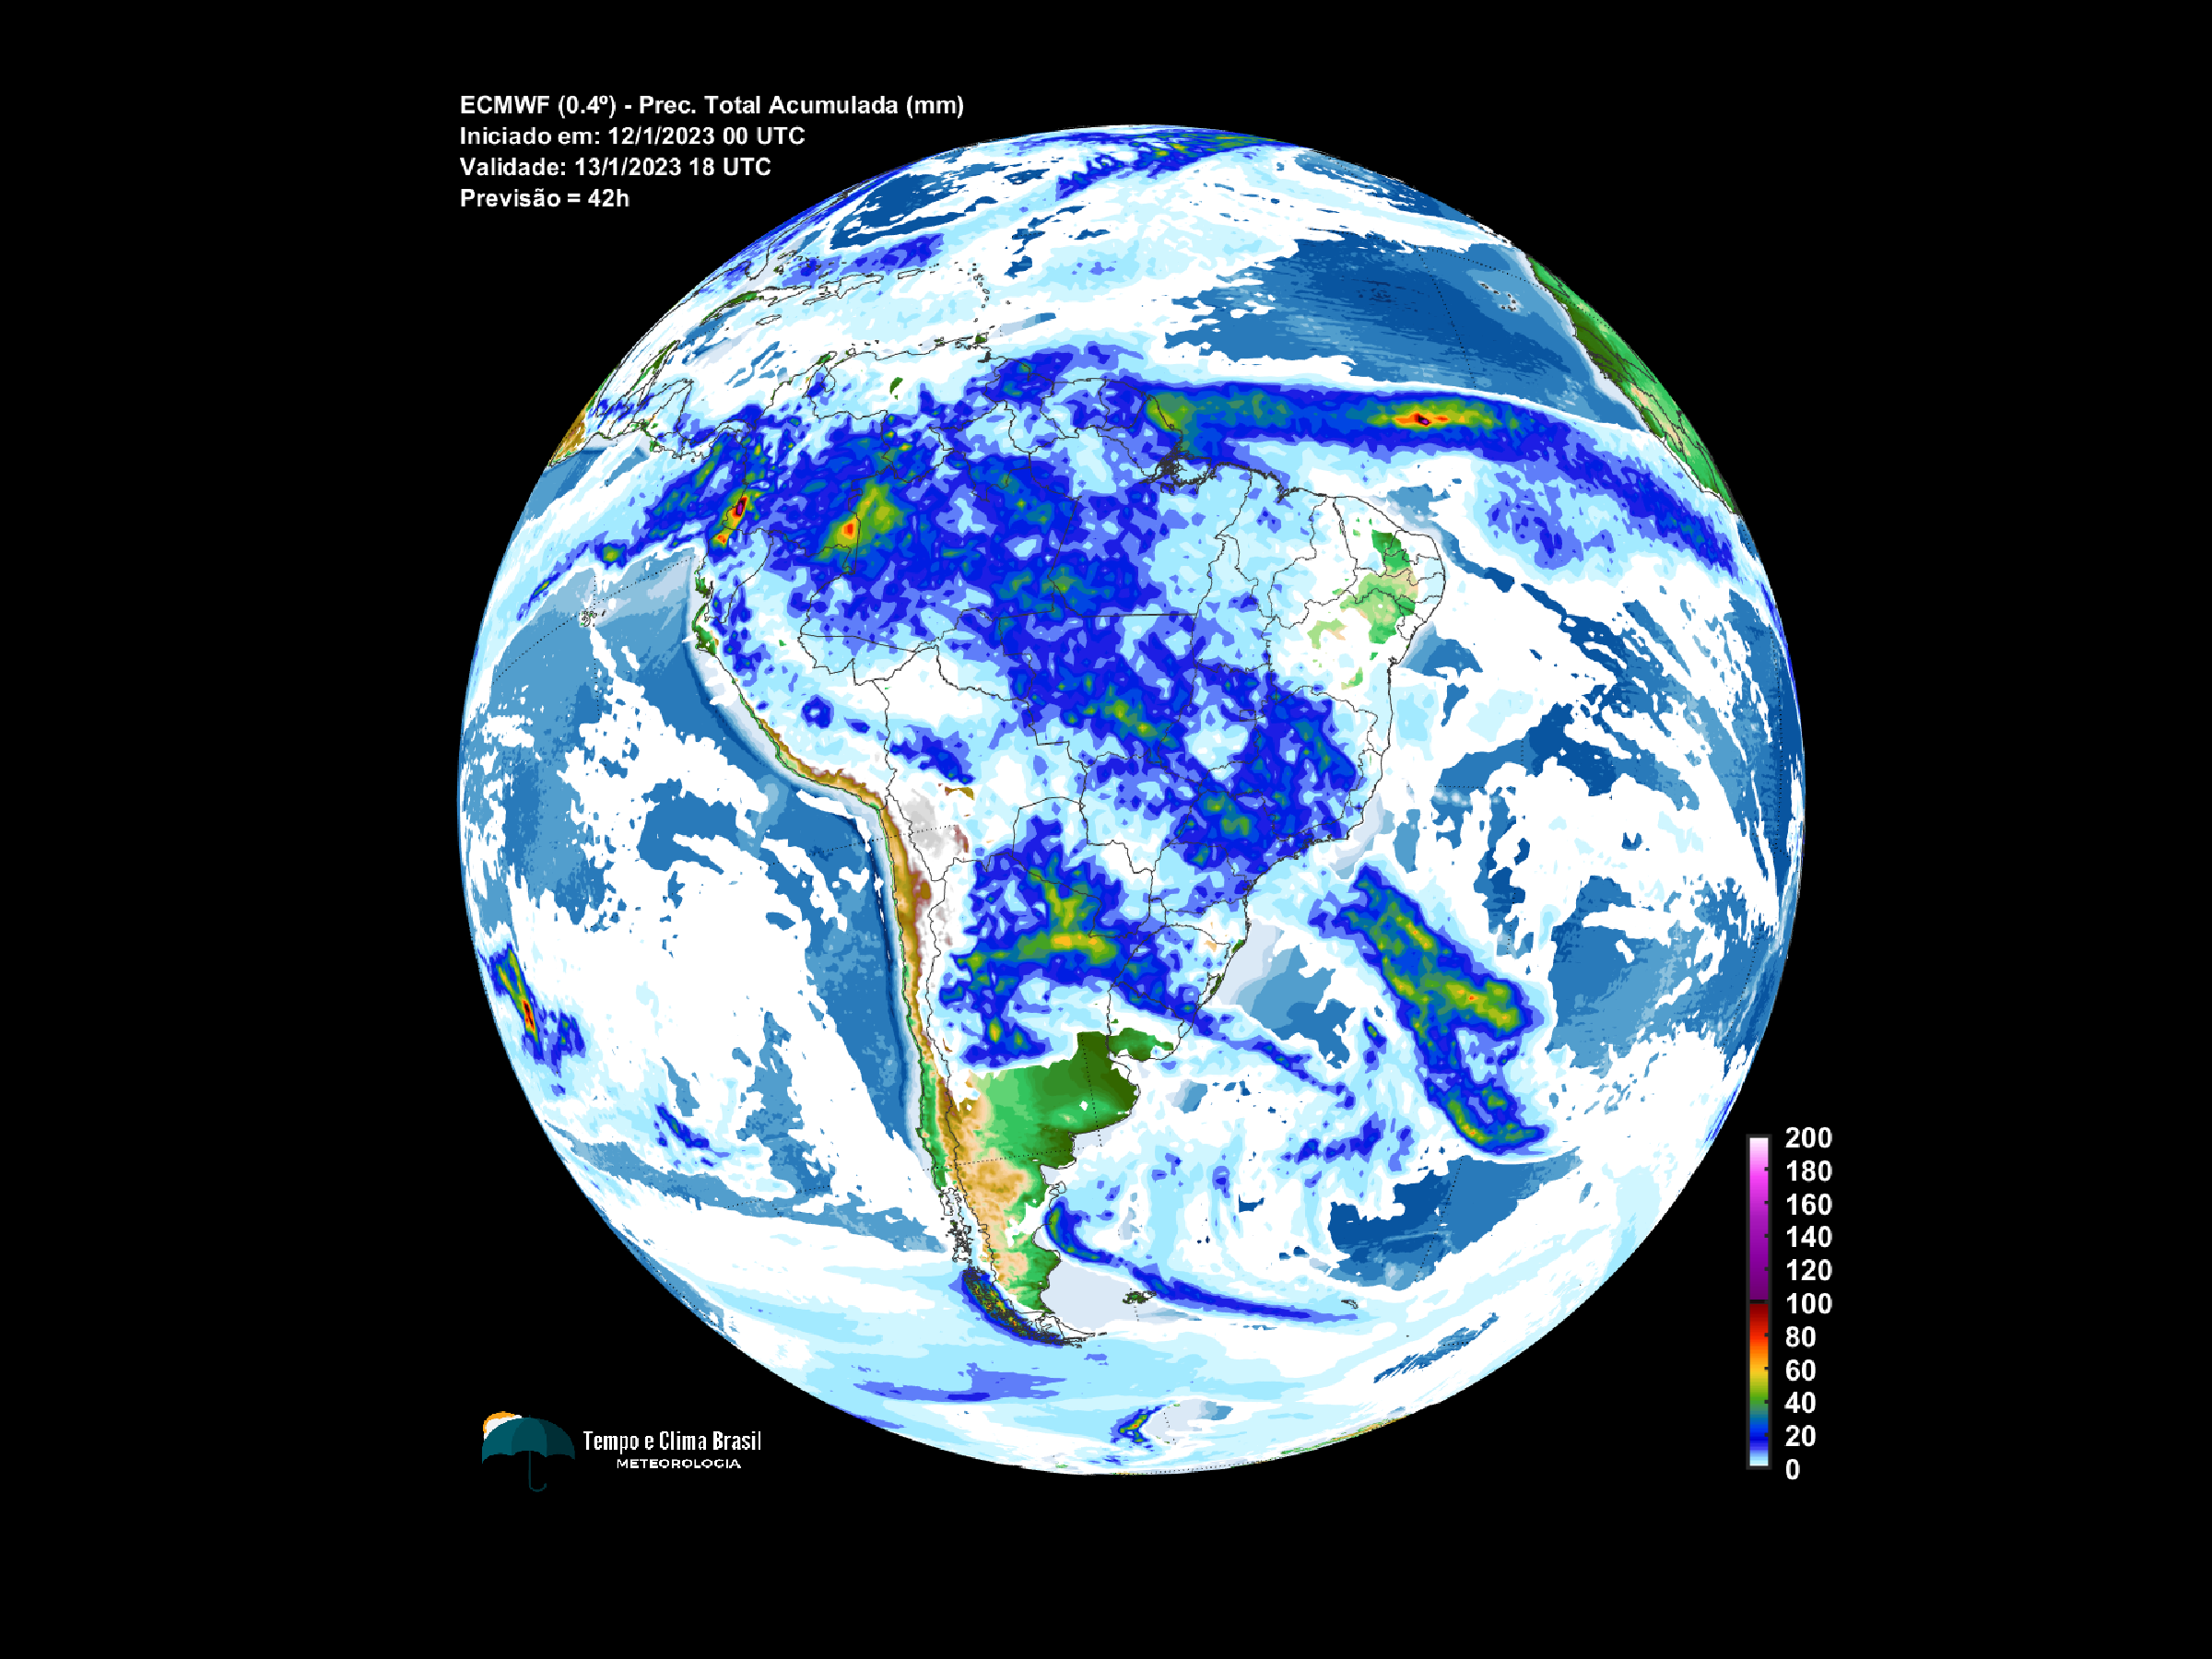 ECMWF (0.4º) - Prec. Total Acumulada (mm)
Iniciado em: 12/1/2023 00 UTC
Validade: 13/1/2023 18 UTC
Previsão = 42h
200
180
160
140
120
100
80
60
40
20
0
Tempo e Clima Brasil
METEOROLOGIA